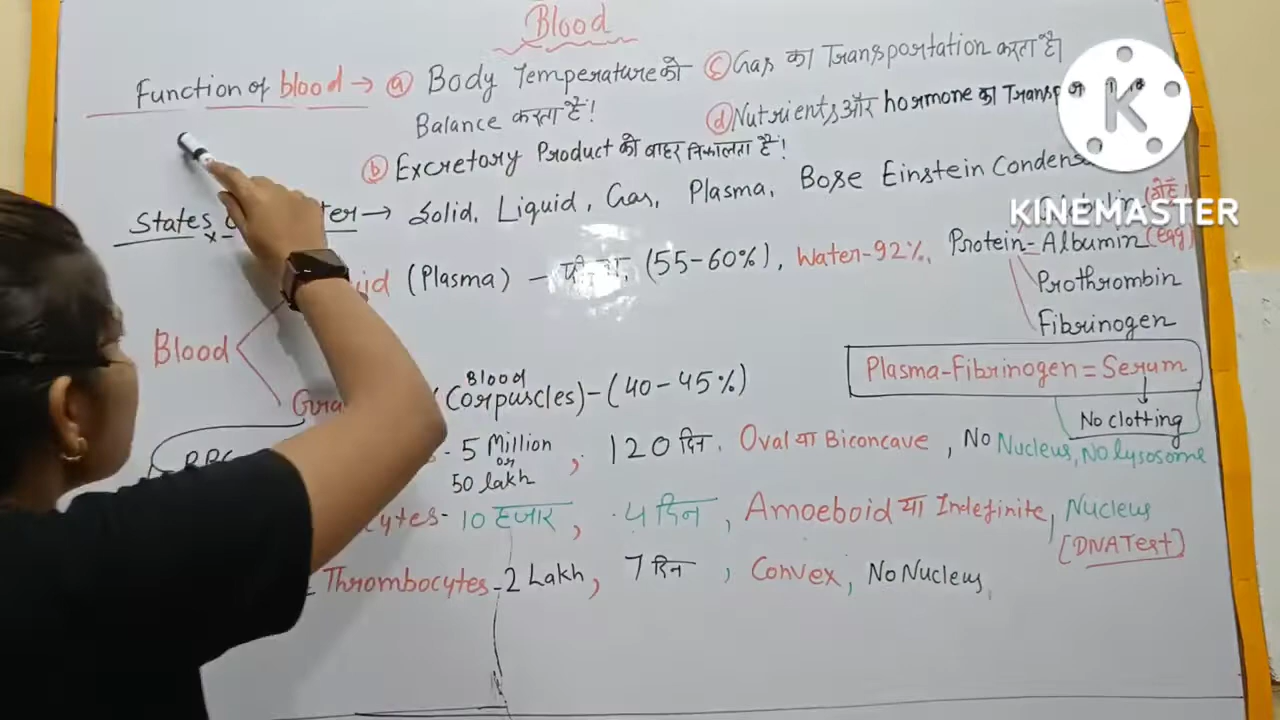 Blood
Function of blood → ⓐ Body Temperature को ⓒ Gas का Transportation करता है।
Balance करता है! ⓓ Nutrients और hormone का
ⓑ Excretory Product को बाहर निकालता है!
States → Solid, Liquid, Gas, Plasma, Bose Einstein
KINEMASTER
(Plasma) - (55-60%), Water-92%, Protein-Albumin (egg)
Prothrombin
Fibrinogen
Blood
Plasma-Fibrinogen = Serum
No clotting
Blood
(Corpuscles)-(40-45%)
- 5 Million
or
50 lakh
, 120 दिन. Oval या Biconcave, No Nucleus, No lysosome
10 हजार, 4 दिन, Amoeboid या Indefinite, Nucleus
[DNA Test]
Thrombocytes-2 Lakh, 7 दिन, Convex, No Nucleus,